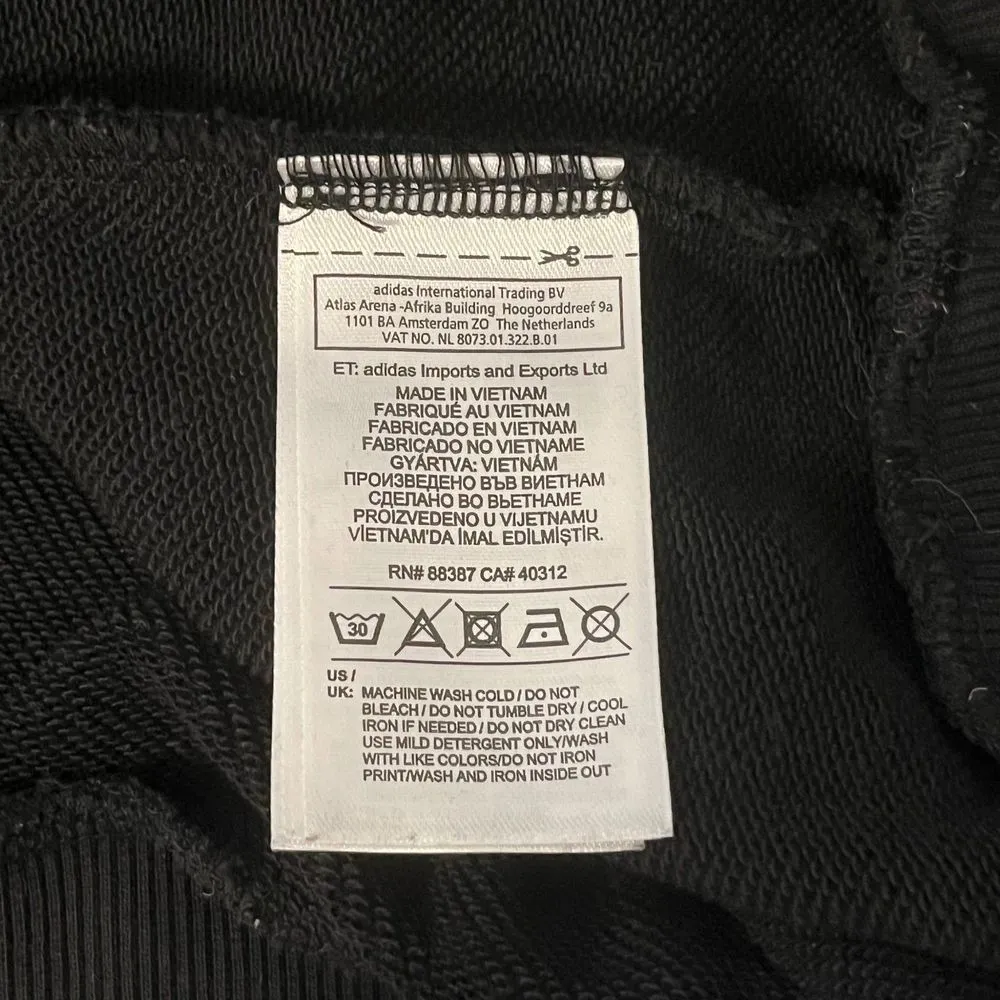 adidas International Trading BV
Atlas Arena -Afrika Building Hoogoorddreef 9a
1101 BA Amsterdam ZO The Netherlands
VAT NO. NL 8073.01.322.B.01
ET: adidas Imports and Exports Ltd
MADE IN VIETNAM
FABRIQUÉ AU VIETNAM
FABRICADO EN VIETNAM
FABRICADO NO VIETNAME
GYÁRTVA: VIETNÁM
ПРОИЗВЕДЕНО ВЪВ ВИЕТНАМ
СДЕЛАНО ВО ВЬЕТНАМЕ
PROIZVEDENO U VIJETNAMU
VİETNAM'DA İMAL EDİLMİŞTİR.
RN# 88387 CA# 40312
30
US /
UK: MACHINE WASH COLD / DO NOT
BLEACH / DO NOT TUMBLE DRY / COOL
IRON IF NEEDED / DO NOT DRY CLEAN
USE MILD DETERGENT ONLY/WASH
WITH LIKE COLORS/DO NOT IRON
PRINT/WASH AND IRON INSIDE OUT